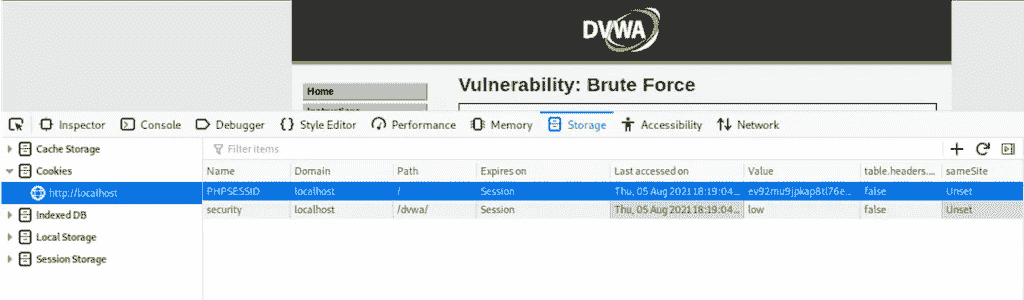 DVWA
Vulnerability: Brute Force
Home
Instructions
Inspector Console Debugger Style Editor Performance Memory Storage Accessibility Network
Cache Storage
Cookies
http://localhost
Indexed DB
Local Storage
Session Storage
Filter items
Name Domain Path Expires on Last accessed on Value table.headers.... sameSite
PHPSESSID localhost / Session Thu, 05 Aug 2021 18:19:04... false Unset
security localhost /dvwa/ Session Thu, 05 Aug 2021 18:19:04... low false Unset